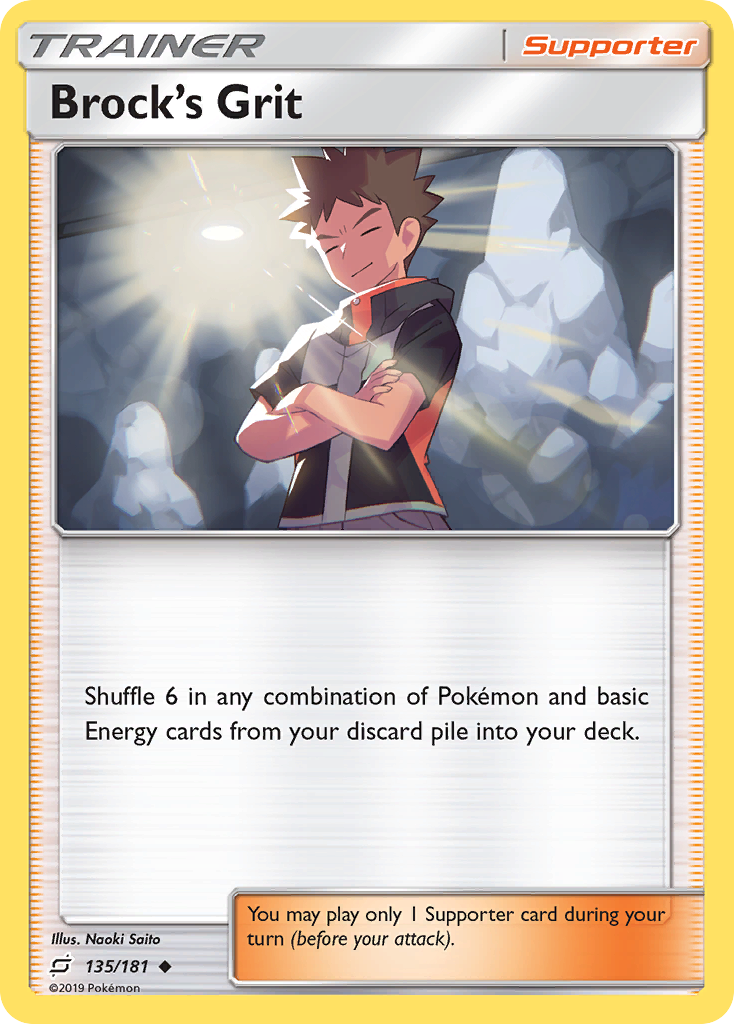 TRAINER | Supporter
Brock's Grit
Shuffle 6 in any combination of Pokémon and basic
Energy cards from your discard pile into your deck.
You may play only 1 Supporter card during your
turn (before your attack).
Illus. Naoki Saito
135/181 ◆
©2019 Pokémon